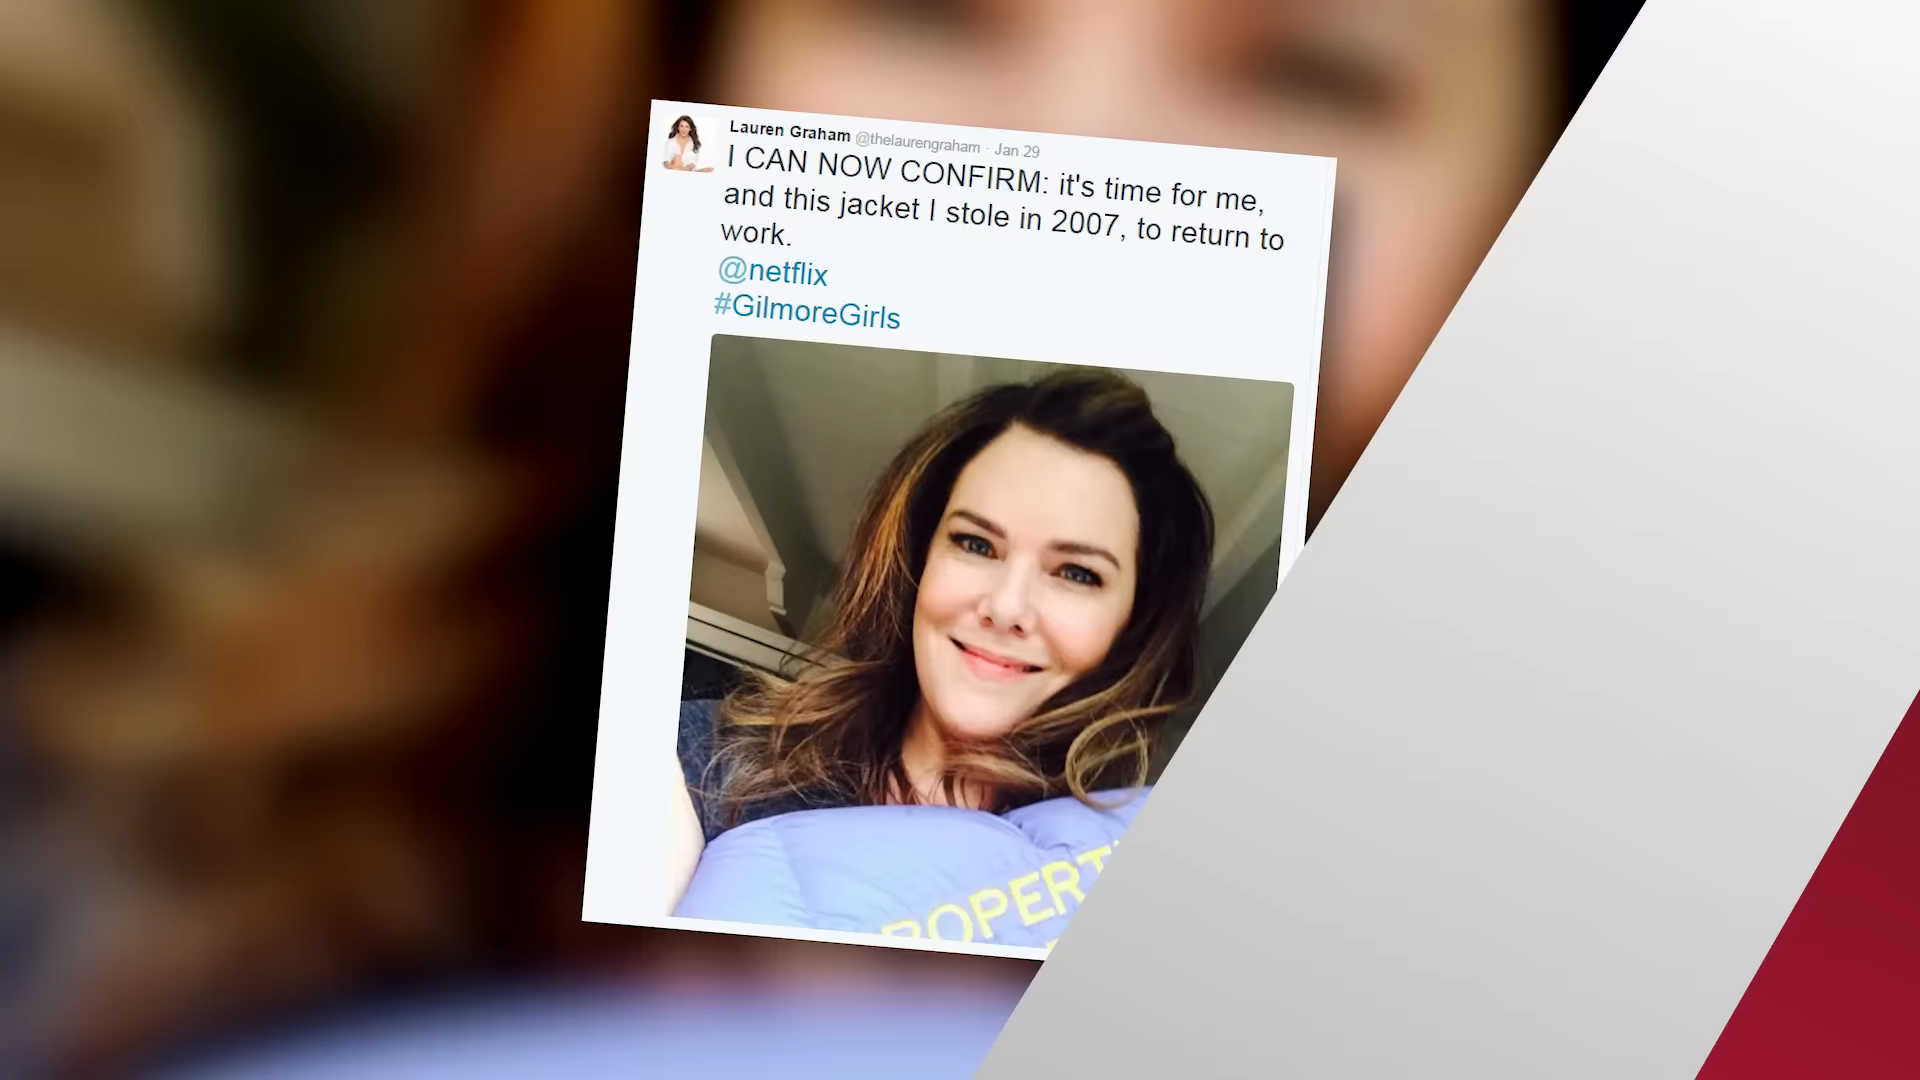 Lauren Graham @thelaurengraham · Jan 29
I CAN NOW CONFIRM: it's time for me,
and this jacket I stole in 2007, to return to
work.
@netflix
#GilmoreGirls